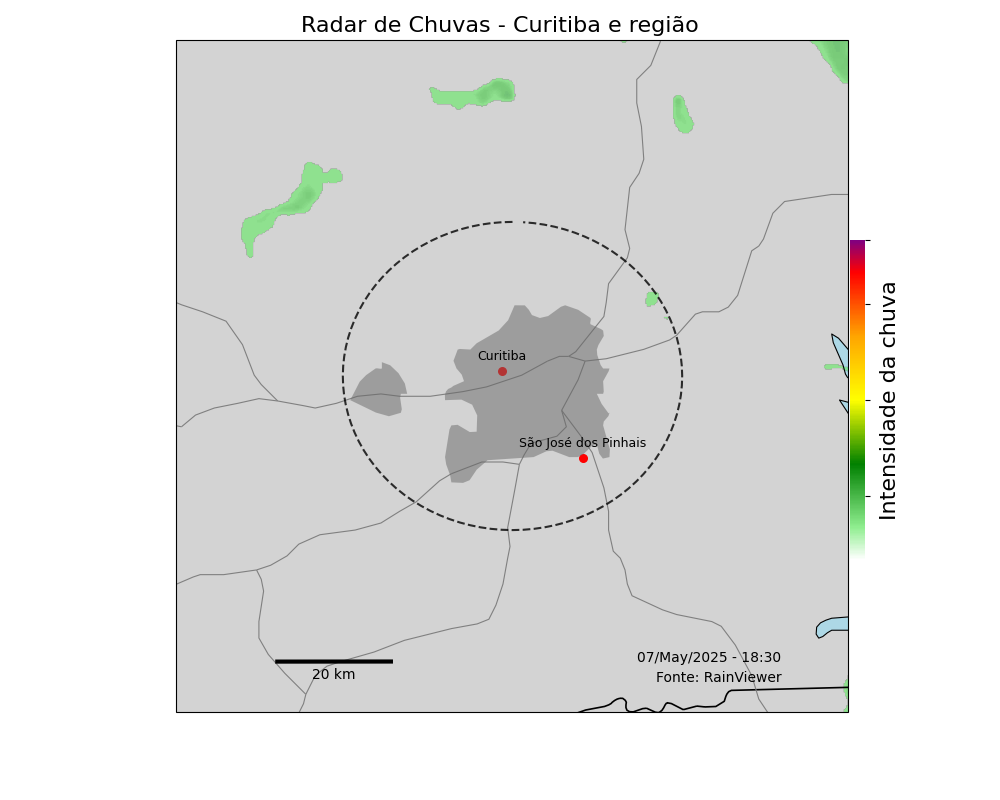 Radar de Chuvas - Curitiba e região
Curitiba
São José dos Pinhais
Intensidade da chuva
07/May/2025 - 18:30
Fonte: RainViewer
20 km